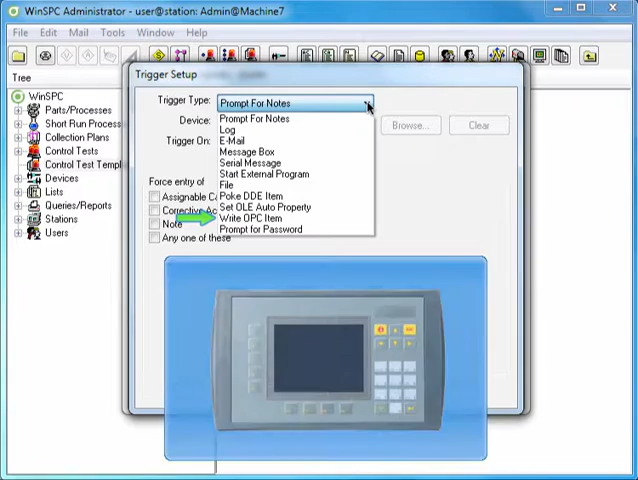 WinSPC Administrator - user@station: Admin@Machine7
File Edit Mail Tools Window Help
Tree
WinSPC
Parts/Processes
Short Run Process
Collection Plans
Control Tests
Control Test Templ
Devices
Lists
Queries/Reports
Stations
Users
Trigger Setup
Trigger Type: Prompt For Notes
Device:
Browse... Clear
Trigger On:
Prompt For Notes
Log
E-Mail
Message Box
Serial Message
Start External Program
File
Poke DDE Item
Set OLE Auto Property
Write OPC Item
Prompt for Password
Force entry of
Assignable Ca
Corrective Ac
Note
Any one of these